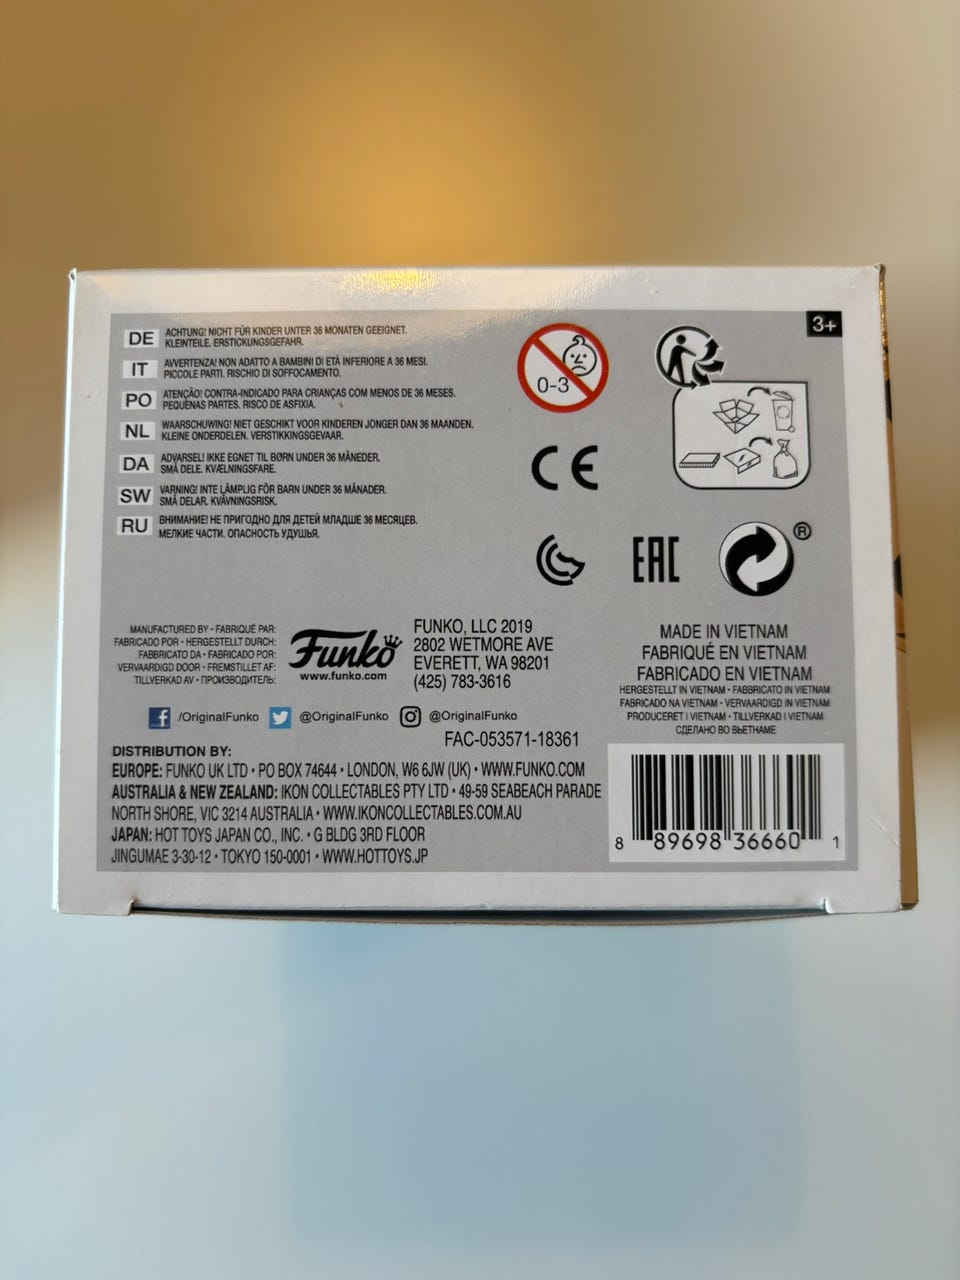 3+
DE ACHTUNG! NICHT FÜR KINDER UNTER 36 MONATEN GEEIGNET.
KLEINTEILE. ERSTICKUNGSGEFAHR.
IT AVVERTENZA! NON ADATTO A BAMBINI DI ETÀ INFERIORE A 36 MESI.
PICCOLE PARTI. RISCHIO DI SOFFOCAMENTO.
PO ATENÇÃO! CONTRA-INDICADO PARA CRIANÇAS COM MENOS DE 36 MESES.
PEQUENAS PARTES. RISCO DE ASFIXIA.
NL WAARSCHUWING! NIET GESCHIKT VOOR KINDEREN JONGER DAN 36 MAANDEN.
KLEINE ONDERDELEN. VERSTIKKINGSGEVAAR.
DA ADVARSEL! IKKE EGNET TIL BØRN UNDER 36 MÅNEDER.
SMÅ DELE. KVÆLNINGSFARE.
SW VARNING! INTE LÄMPLIG FÖR BARN UNDER 36 MÅNADER.
SMÅ DELAR. KVÄVNINGSRISK.
RU ВНИМАНИЕ! НЕ ПРИГОДНО ДЛЯ ДЕТЕЙ МЛАДШЕ 36 МЕСЯЦЕВ.
МЕЛКИЕ ЧАСТИ. ОПАСНОСТЬ УДУШЬЯ.
0-3
CE
EAC
®
MANUFACTURED BY • FABRIQUÉ PAR:
FABRICADO POR • HERGESTELLT DURCH:
FABBRICATO DA • FABRICADO POR:
VERVAARDIGD DOOR • FREMSTILLET AF:
TILLVERKAD AV • ПРОИЗВОДИТЕЛЬ:
Funko
www.funko.com
FUNKO, LLC 2019
2802 WETMORE AVE
EVERETT, WA 98201
(425) 783-3616
/OriginalFunko @OriginalFunko @OriginalFunko
FAC-053571-18361
MADE IN VIETNAM
FABRIQUÉ EN VIETNAM
FABRICADO EN VIETNAM
HERGESTELLT IN VIETNAM • FABBRICATO IN VIETNAM
FABRICADO NA VIETNAM • VERVAARDIGD IN VIETNAM
PRODUCERET I VIETNAM • TILLVERKAD I VIETNAM
СДЕЛАНО ВО ВЬЕТНАМЕ
DISTRIBUTION BY:
EUROPE: FUNKO UK LTD • PO BOX 74644 • LONDON, W6 6JW (UK) • WWW.FUNKO.COM
AUSTRALIA & NEW ZEALAND: IKON COLLECTABLES PTY LTD • 49-59 SEABEACH PARADE
NORTH SHORE, VIC 3214 AUSTRALIA • WWW.IKONCOLLECTABLES.COM.AU
JAPAN: HOT TOYS JAPAN CO., INC. • G BLDG 3RD FLOOR
JINGUMAE 3-30-12 • TOKYO 150-0001 • WWW.HOTTOYS.JP
8 89698 36660 1